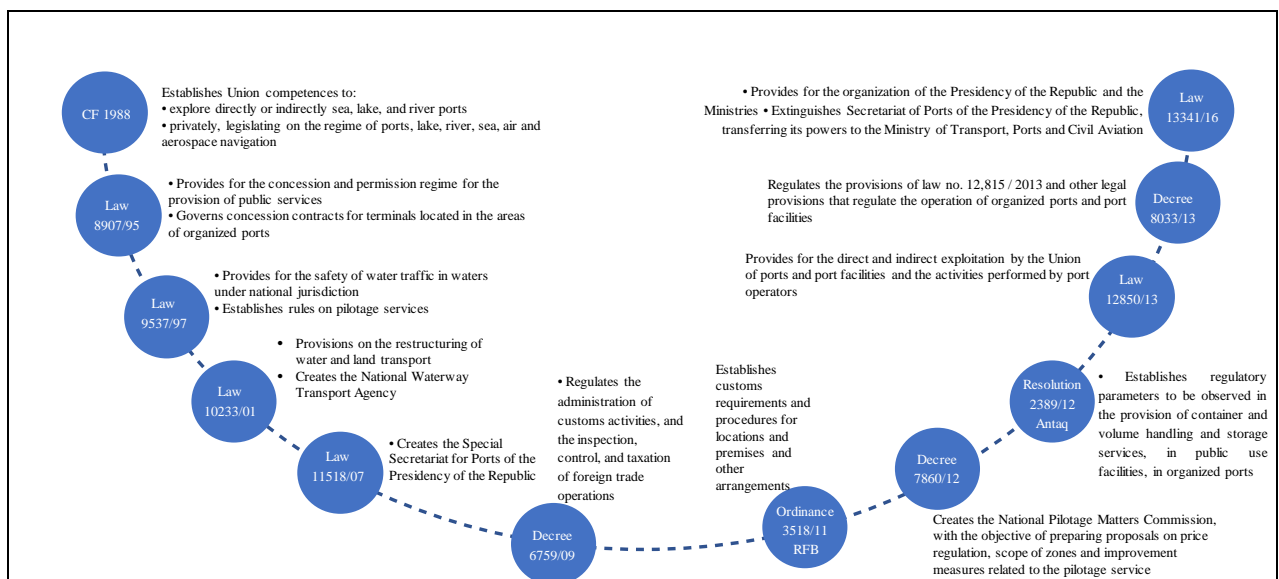 CF 1988
Establishes Union competences to:
• explore directly or indirectly sea, lake, and river ports
• privately, legislating on the regime of ports, lake, river, sea, air and
aerospace navigation
Law
8907/95
• Provides for the concession and permission regime for the
provision of public services
• Governs concession contracts for terminals located in the areas
of organized ports
Law
9537/97
• Provides for the safety of water traffic in waters
under national jurisdiction
• Establishes rules on pilotage services
Law
10233/01
• Provisions on the restructuring of
water and land transport
• Creates the National Waterway
Transport Agency
Law
11518/07
• Creates the Special
Secretariat for Ports of the
Presidency of the Republic
Decree
6759/09
• Regulates the
administration of
customs activities, and
the inspection,
control, and taxation
of foreign trade
operations
Ordinance
3518/11
RFB
Establishes
customs
requirements and
procedures for
locations and
premises and
other
arrangements
Decree
7860/12
Creates the National Pilotage Matters Commission,
with the objective of preparing proposals on price
regulation, scope of zones and improvement
measures related to the pilotage service
Resolution
2389/12
Antaq
• Establishes regulatory
parameters to be observed in
the provision of container and
volume handling and storage
services, in public use
facilities, in organized ports
Law
12850/13
Provides for the direct and indirect exploitation by the Union
of ports and port facilities and the activities performed by port
operators
Decree
8033/13
Regulates the provisions of law no. 12,815 / 2013 and other legal
provisions that regulate the operation of organized ports and port
facilities
Law
13341/16
• Provides for the organization of the Presidency of the Republic and the
Ministries • Extinguishes Secretariat of Ports of the Presidency of the Republic,
transferring its powers to the Ministry of Transport, Ports and Civil Aviation